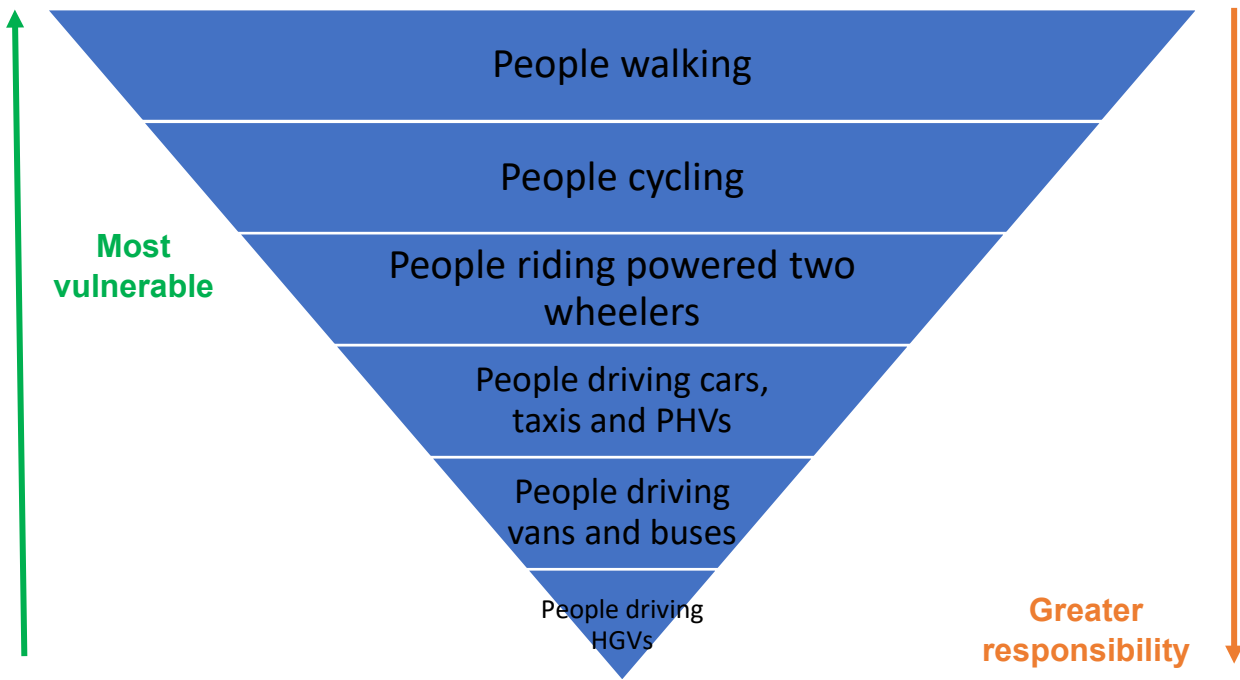 People walking
People cycling
Most
vulnerable
People riding powered two
wheelers
People driving cars,
taxis and PHVs
People driving
vans and buses
People driving
HGVs
Greater
responsibility